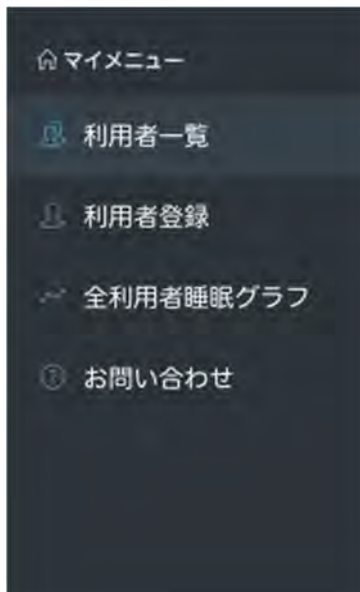 マイメニュー
利用者一覧
利用者登録
全利用者睡眠グラフ
お問い合わせ